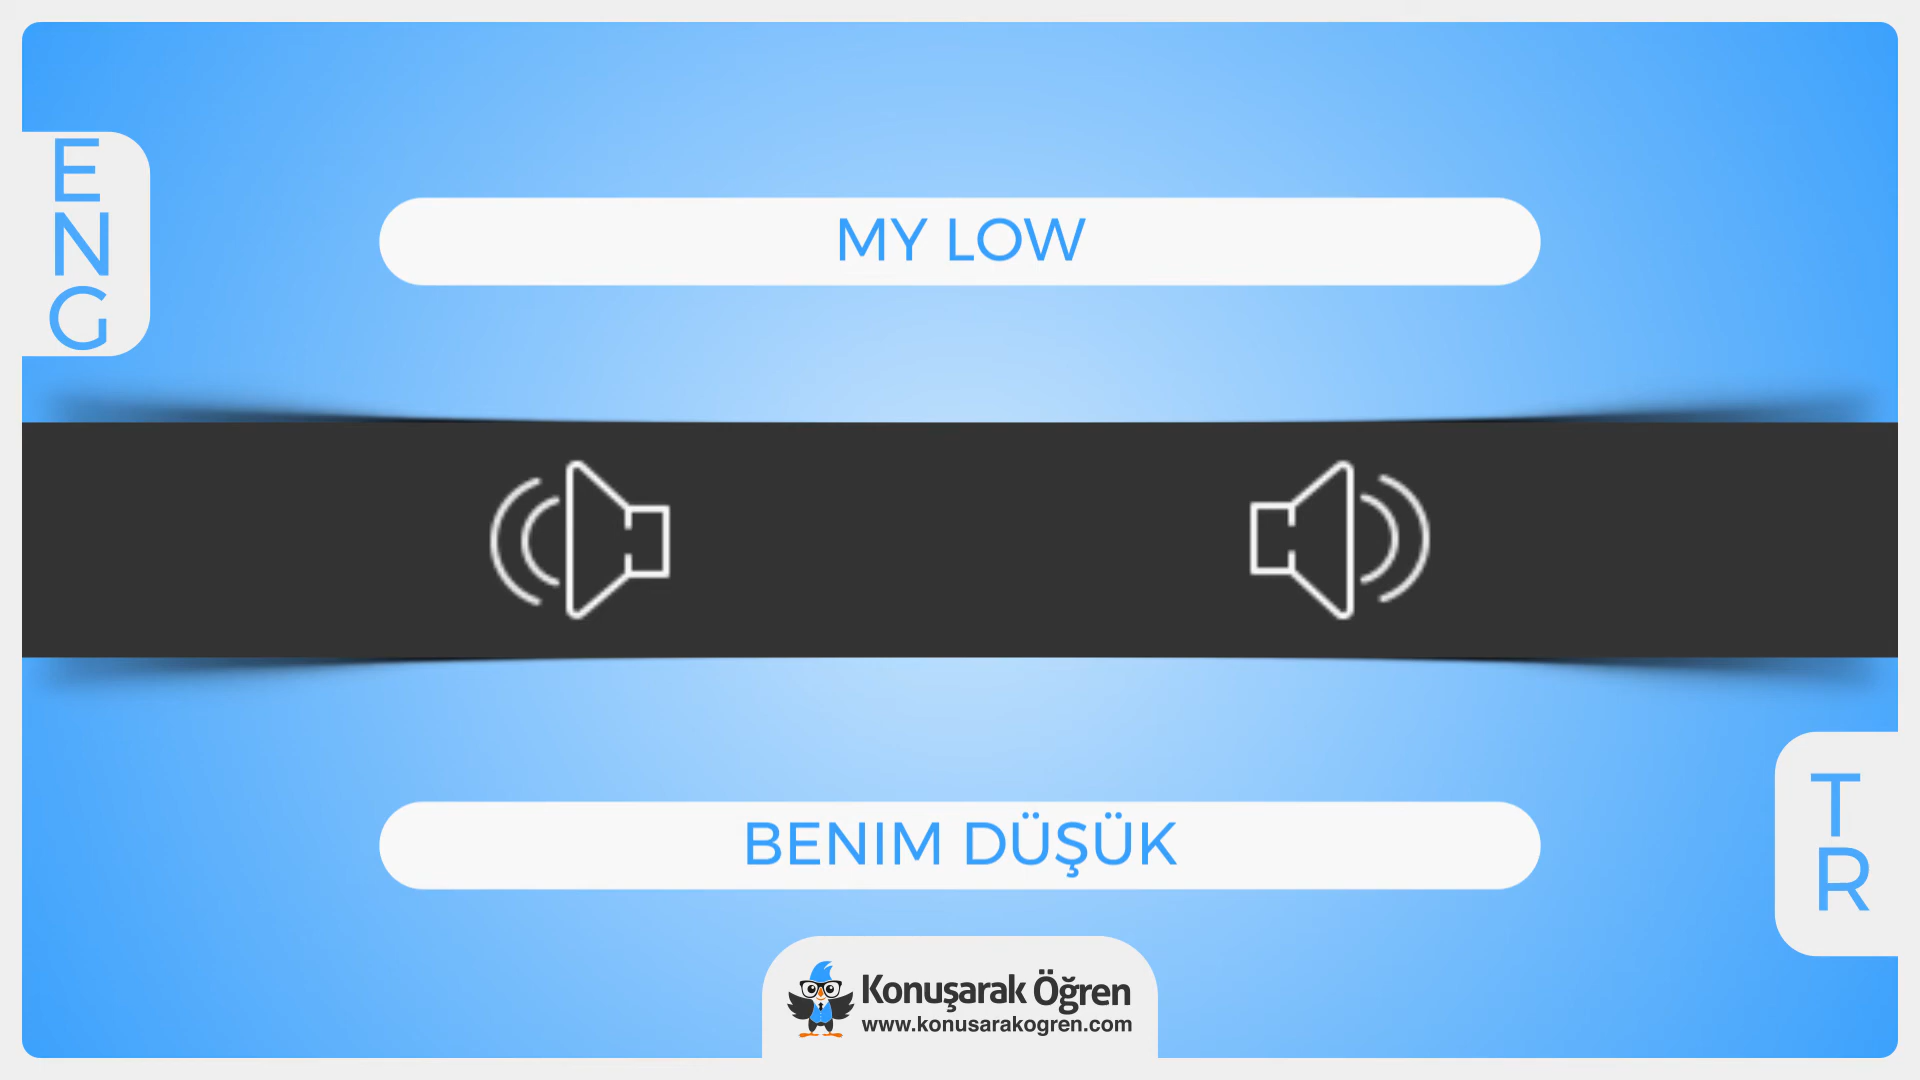 ENG
MY LOW
BENIM DÜŞÜK
TR
Konuşarak Öğren
www.konusarakogren.com